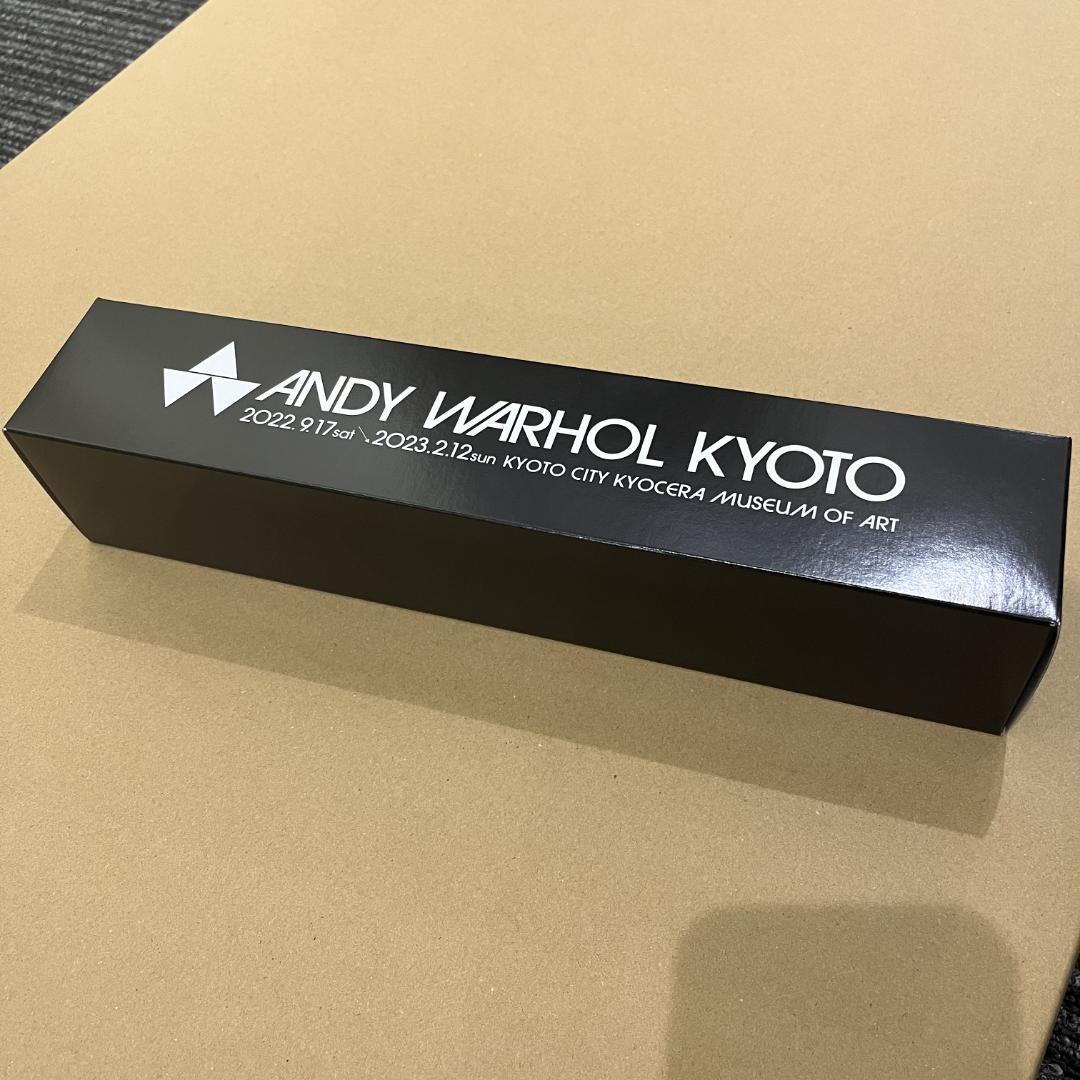 ANDY WARHOL KYOTO
2022.9.17sat↘2023.2.12sun KYOTO CITY KYOCERA MUSEUM OF ART